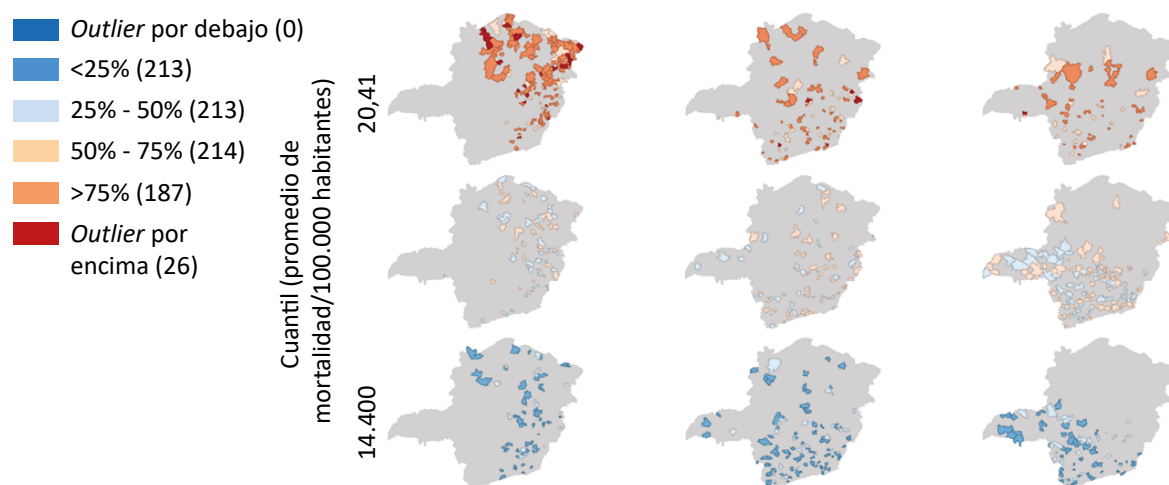 Outlier por debajo (0)
<25% (213)
25% - 50% (213)
50% - 75% (214)
>75% (187)
Outlier por
encima (26)
Cuantil (promedio de
mortalidad/100.000 habitantes)
20,41
14.400